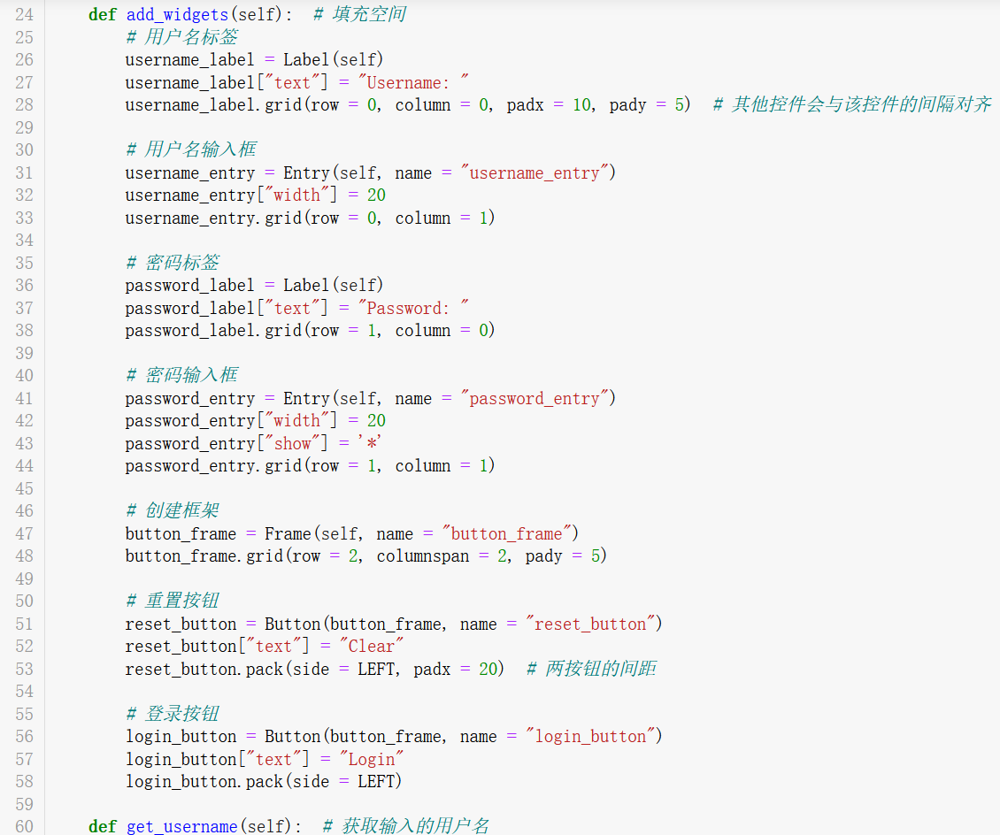 24 def add_widgets(self):  # 填充空间
25 # 用户名标签
26 username_label = Label(self)
27 username_label["text"] = "Username: "
28 username_label.grid(row = 0, column = 0, padx = 10, pady = 5)  # 其他控件会与该控件的间隔对齐
29
30 # 用户名输入框
31 username_entry = Entry(self, name = "username_entry")
32 username_entry["width"] = 20
33 username_entry.grid(row = 0, column = 1)
34
35 # 密码标签
36 password_label = Label(self)
37 password_label["text"] = "Password: "
38 password_label.grid(row = 1, column = 0)
39
40 # 密码输入框
41 password_entry = Entry(self, name = "password_entry")
42 password_entry["width"] = 20
43 password_entry["show"] = '*'
44 password_entry.grid(row = 1, column = 1)
45
46 # 创建框架
47 button_frame = Frame(self, name = "button_frame")
48 button_frame.grid(row = 2, columnspan = 2, pady = 5)
49
50 # 重置按钮
51 reset_button = Button(button_frame, name = "reset_button")
52 reset_button["text"] = "Clear"
53 reset_button.pack(side = LEFT, padx = 20)  # 两按钮的间距
54
55 # 登录按钮
56 login_button = Button(button_frame, name = "login_button")
57 login_button["text"] = "Login"
58 login_button.pack(side = LEFT)
59
60 def get_username(self):  # 获取输入的用户名